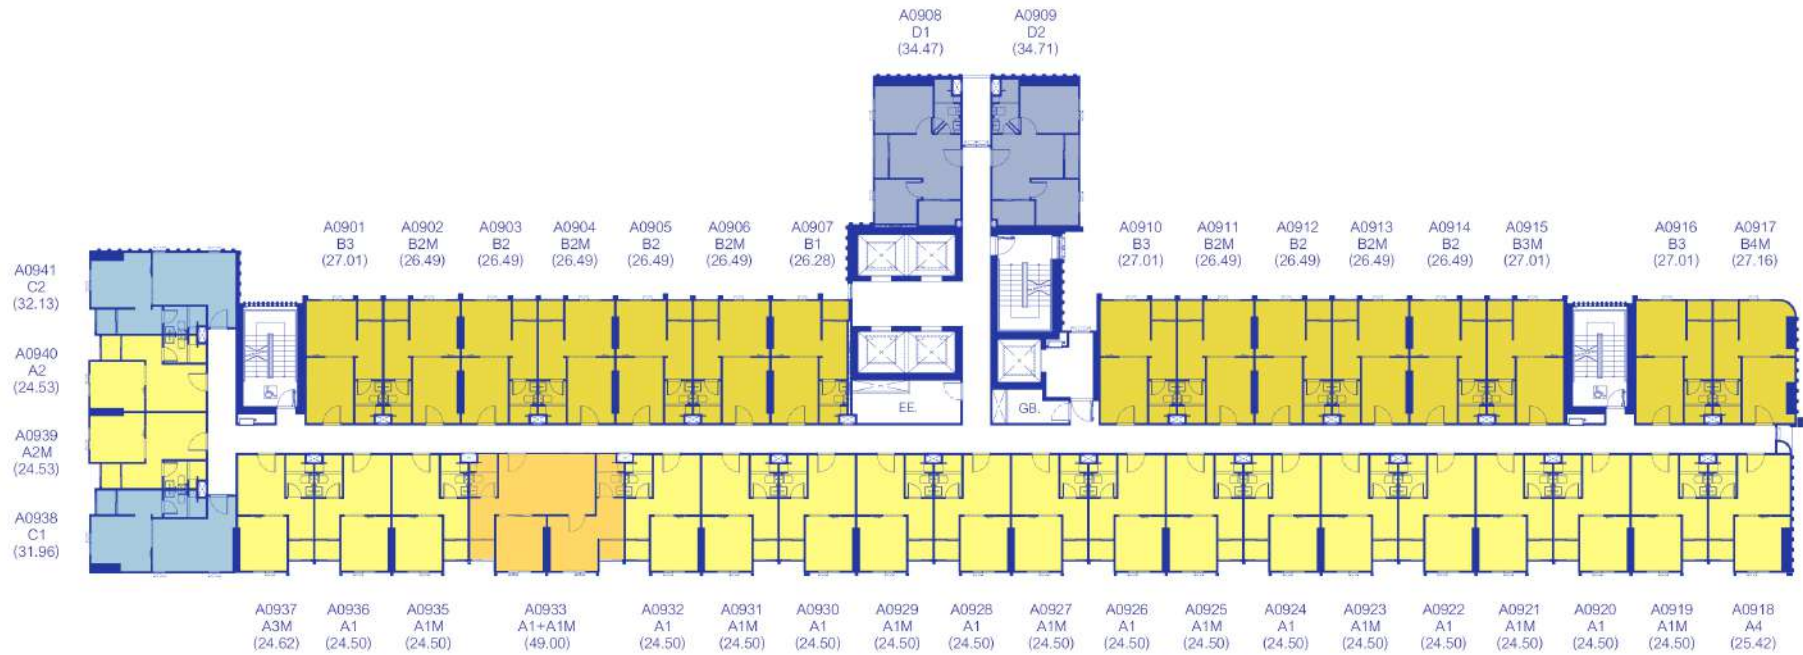 A0908
D1
(34.47)
A0909
D2
(34.71)
A0901
B3
(27.01)
A0902
B2M
(26.49)
A0903
B2
(26.49)
A0904
B2M
(26.49)
A0905
B2
(26.49)
A0906
B2M
(26.49)
A0907
B1
(26.28)
A0910
B3
(27.01)
A0911
B2M
(26.49)
A0912
B2
(26.49)
A0913
B2M
(26.49)
A0914
B2
(26.49)
A0915
B3M
(27.01)
A0916
B3
(27.01)
A0917
B4M
(27.16)
A0941
C2
(32.13)
A0940
A2
(24.53)
A0939
A2M
(24.53)
A0938
C1
(31.96)
EE.
GB.
A0937
A3M
(24.62)
A0936
A1
(24.50)
A0935
A1M
(24.50)
A0933
A1+A1M
(49.00)
A0932
A1
(24.50)
A0931
A1M
(24.50)
A0930
A1
(24.50)
A0929
A1M
(24.50)
A0928
A1
(24.50)
A0927
A1M
(24.50)
A0926
A1
(24.50)
A0925
A1M
(24.50)
A0924
A1
(24.50)
A0923
A1M
(24.50)
A0922
A1
(24.50)
A0921
A1M
(24.50)
A0920
A1
(24.50)
A0919
A1M
(24.50)
A0918
A4
(25.42)